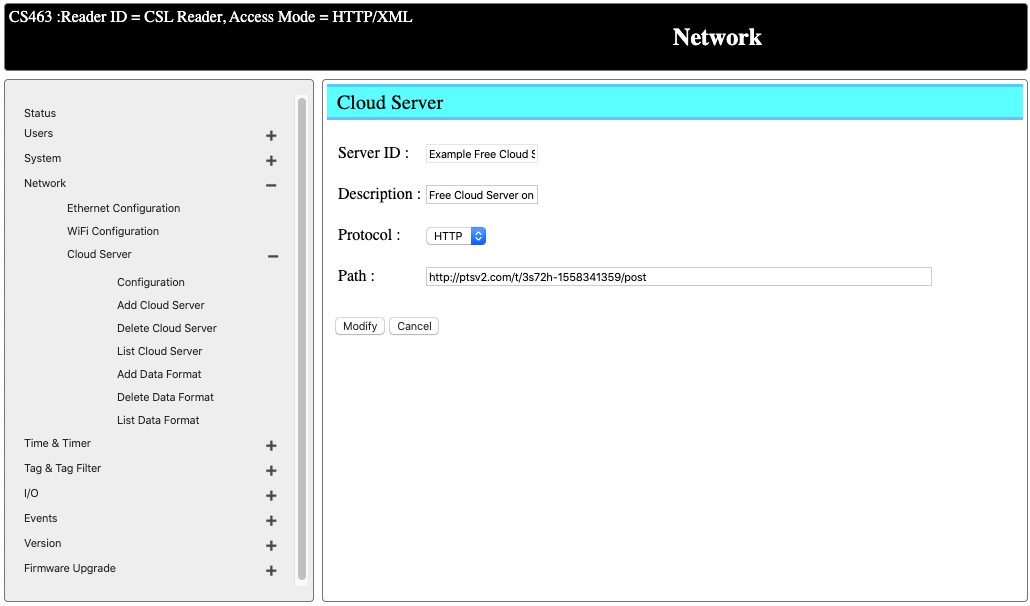 CS463 :Reader ID = CSL Reader, Access Mode = HTTP/XML
Network
Status
Users
System
Network
Ethernet Configuration
WiFi Configuration
Cloud Server
Configuration
Add Cloud Server
Delete Cloud Server
List Cloud Server
Add Data Format
Delete Data Format
List Data Format
Time & Timer
Tag & Tag Filter
I/O
Events
Version
Firmware Upgrade
Cloud Server
Server ID : Example Free Cloud S
Description : Free Cloud Server on
Protocol : HTTP
Path : http://ptsv2.com/t/3s72h-1558341359/post
Modify Cancel